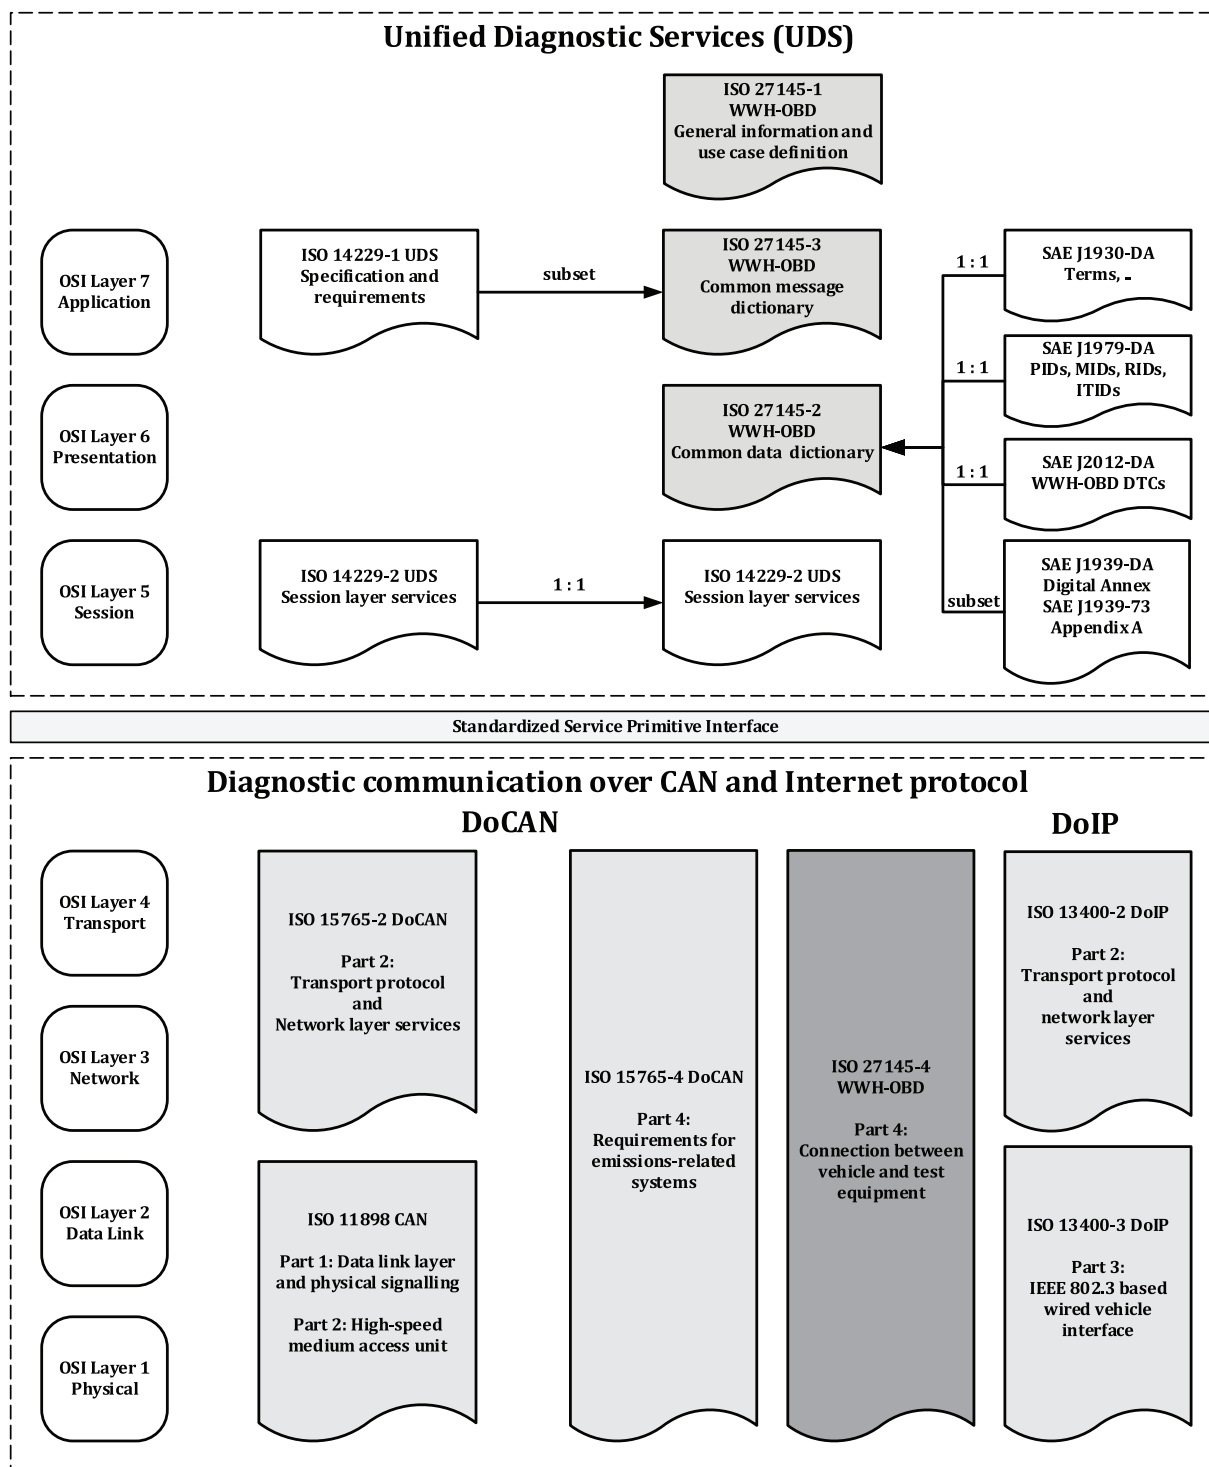 Unified Diagnostic Services (UDS)
ISO 27145-1
WWH-OBD
General information and
use case definition
OSI Layer 7
Application
ISO 14229-1 UDS
Specification and
requirements
subset
ISO 27145-3
WWH-OBD
Common message
dictionary
1 : 1
SAE J1930-DA
Terms, ..
1 : 1
SAE J1979-DA
PIDs, MIDs, RIDs,
ITIDs
OSI Layer 6
Presentation
ISO 27145-2
WWH-OBD
Common data dictionary
1 : 1
SAE J2012-DA
WWH-OBD DTCs
OSI Layer 5
Session
ISO 14229-2 UDS
Session layer services
1 : 1
ISO 14229-2 UDS
Session layer services
subset
SAE J1939-DA
Digital Annex
SAE J1939-73
Appendix A
Standardized Service Primitive Interface
Diagnostic communication over CAN and Internet protocol
DoCAN
DoIP
OSI Layer 4
Transport
OSI Layer 3
Network
OSI Layer 2
Data Link
OSI Layer 1
Physical
ISO 15765-2 DoCAN
Part 2:
Transport protocol
and
Network layer services
ISO 11898 CAN
Part 1: Data link layer
and physical signalling
Part 2: High-speed
medium access unit
ISO 15765-4 DoCAN
Part 4:
Requirements for
emissions-related
systems
ISO 27145-4
WWH-OBD
Part 4:
Connection between
vehicle and test
equipment
ISO 13400-2 DoIP
Part 2:
Transport protocol
and
network layer
services
ISO 13400-3 DoIP
Part 3:
IEEE 802.3 based
wired vehicle
interface